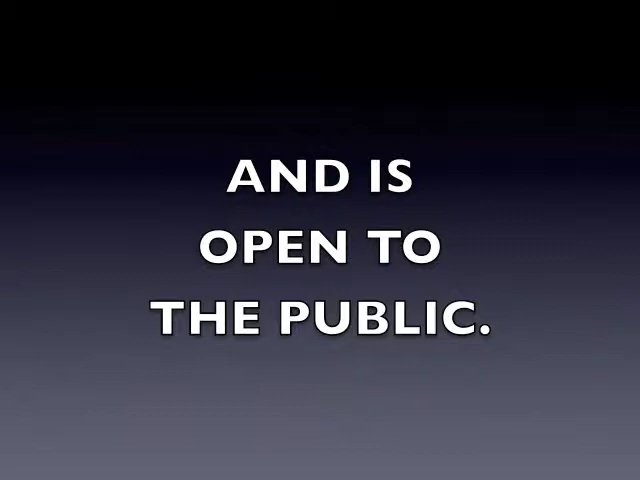 AND IS
OPEN TO
THE PUBLIC.